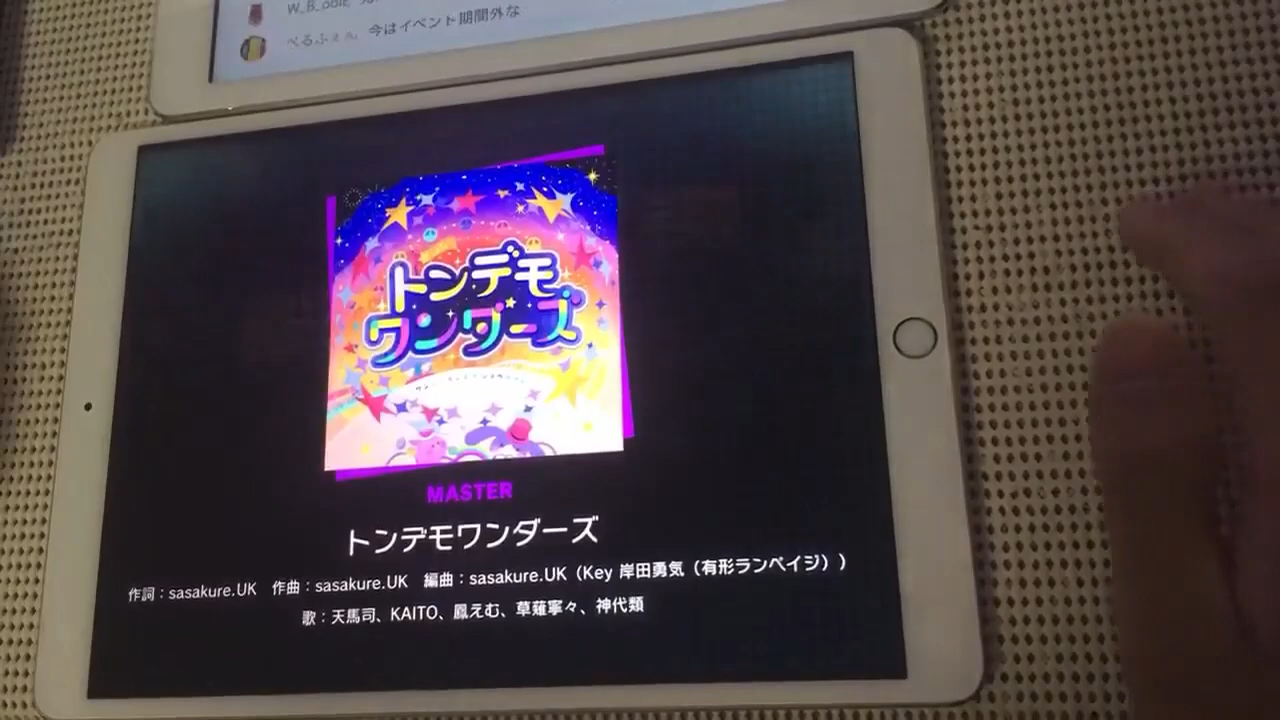 今はイベント期間外な
トンデモ
ワンダーズ
MASTER
トンデモワンダーズ
作詞：sasakure.UK 作曲：sasakure.UK 編曲：sasakure.UK（Key 岸田勇気（有形ランペイジ））
歌：天馬司、KAITO、鳳えむ、草薙寧々、神代類